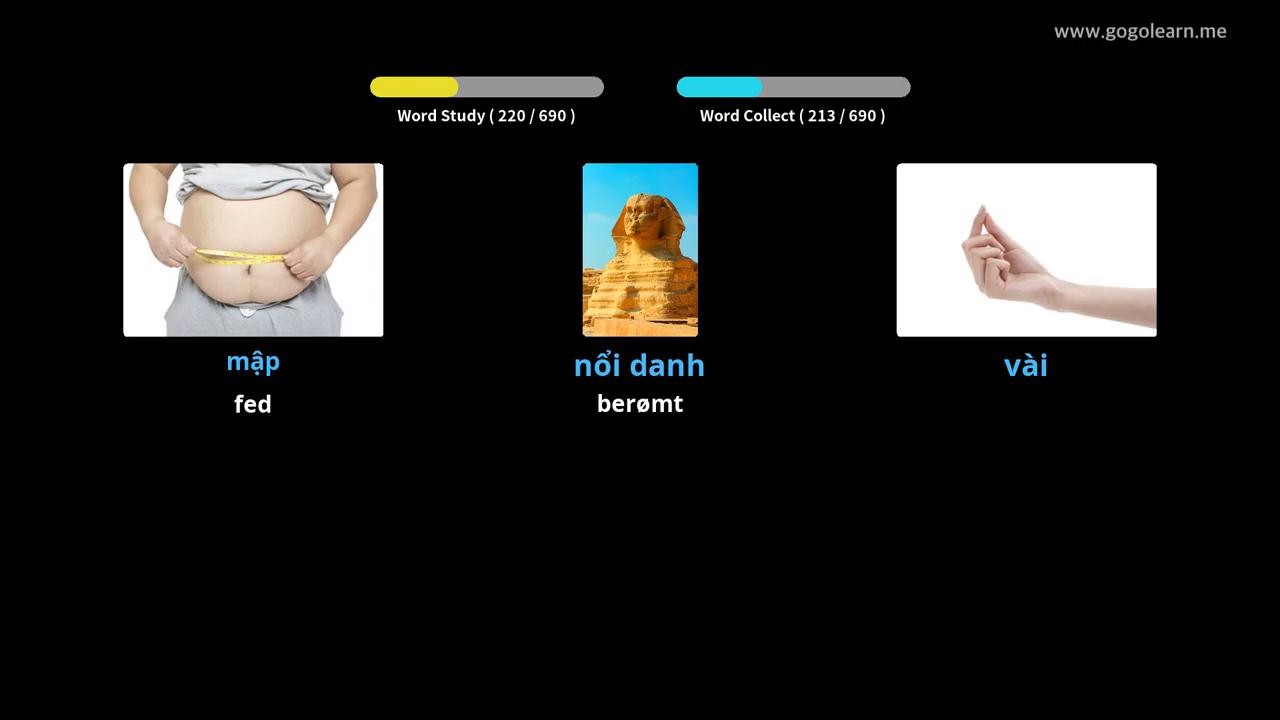 www.gogolearn.me
Word Study ( 220 / 690 )
Word Collect ( 213 / 690 )
mập
nổi danh
vài
fed
berømt